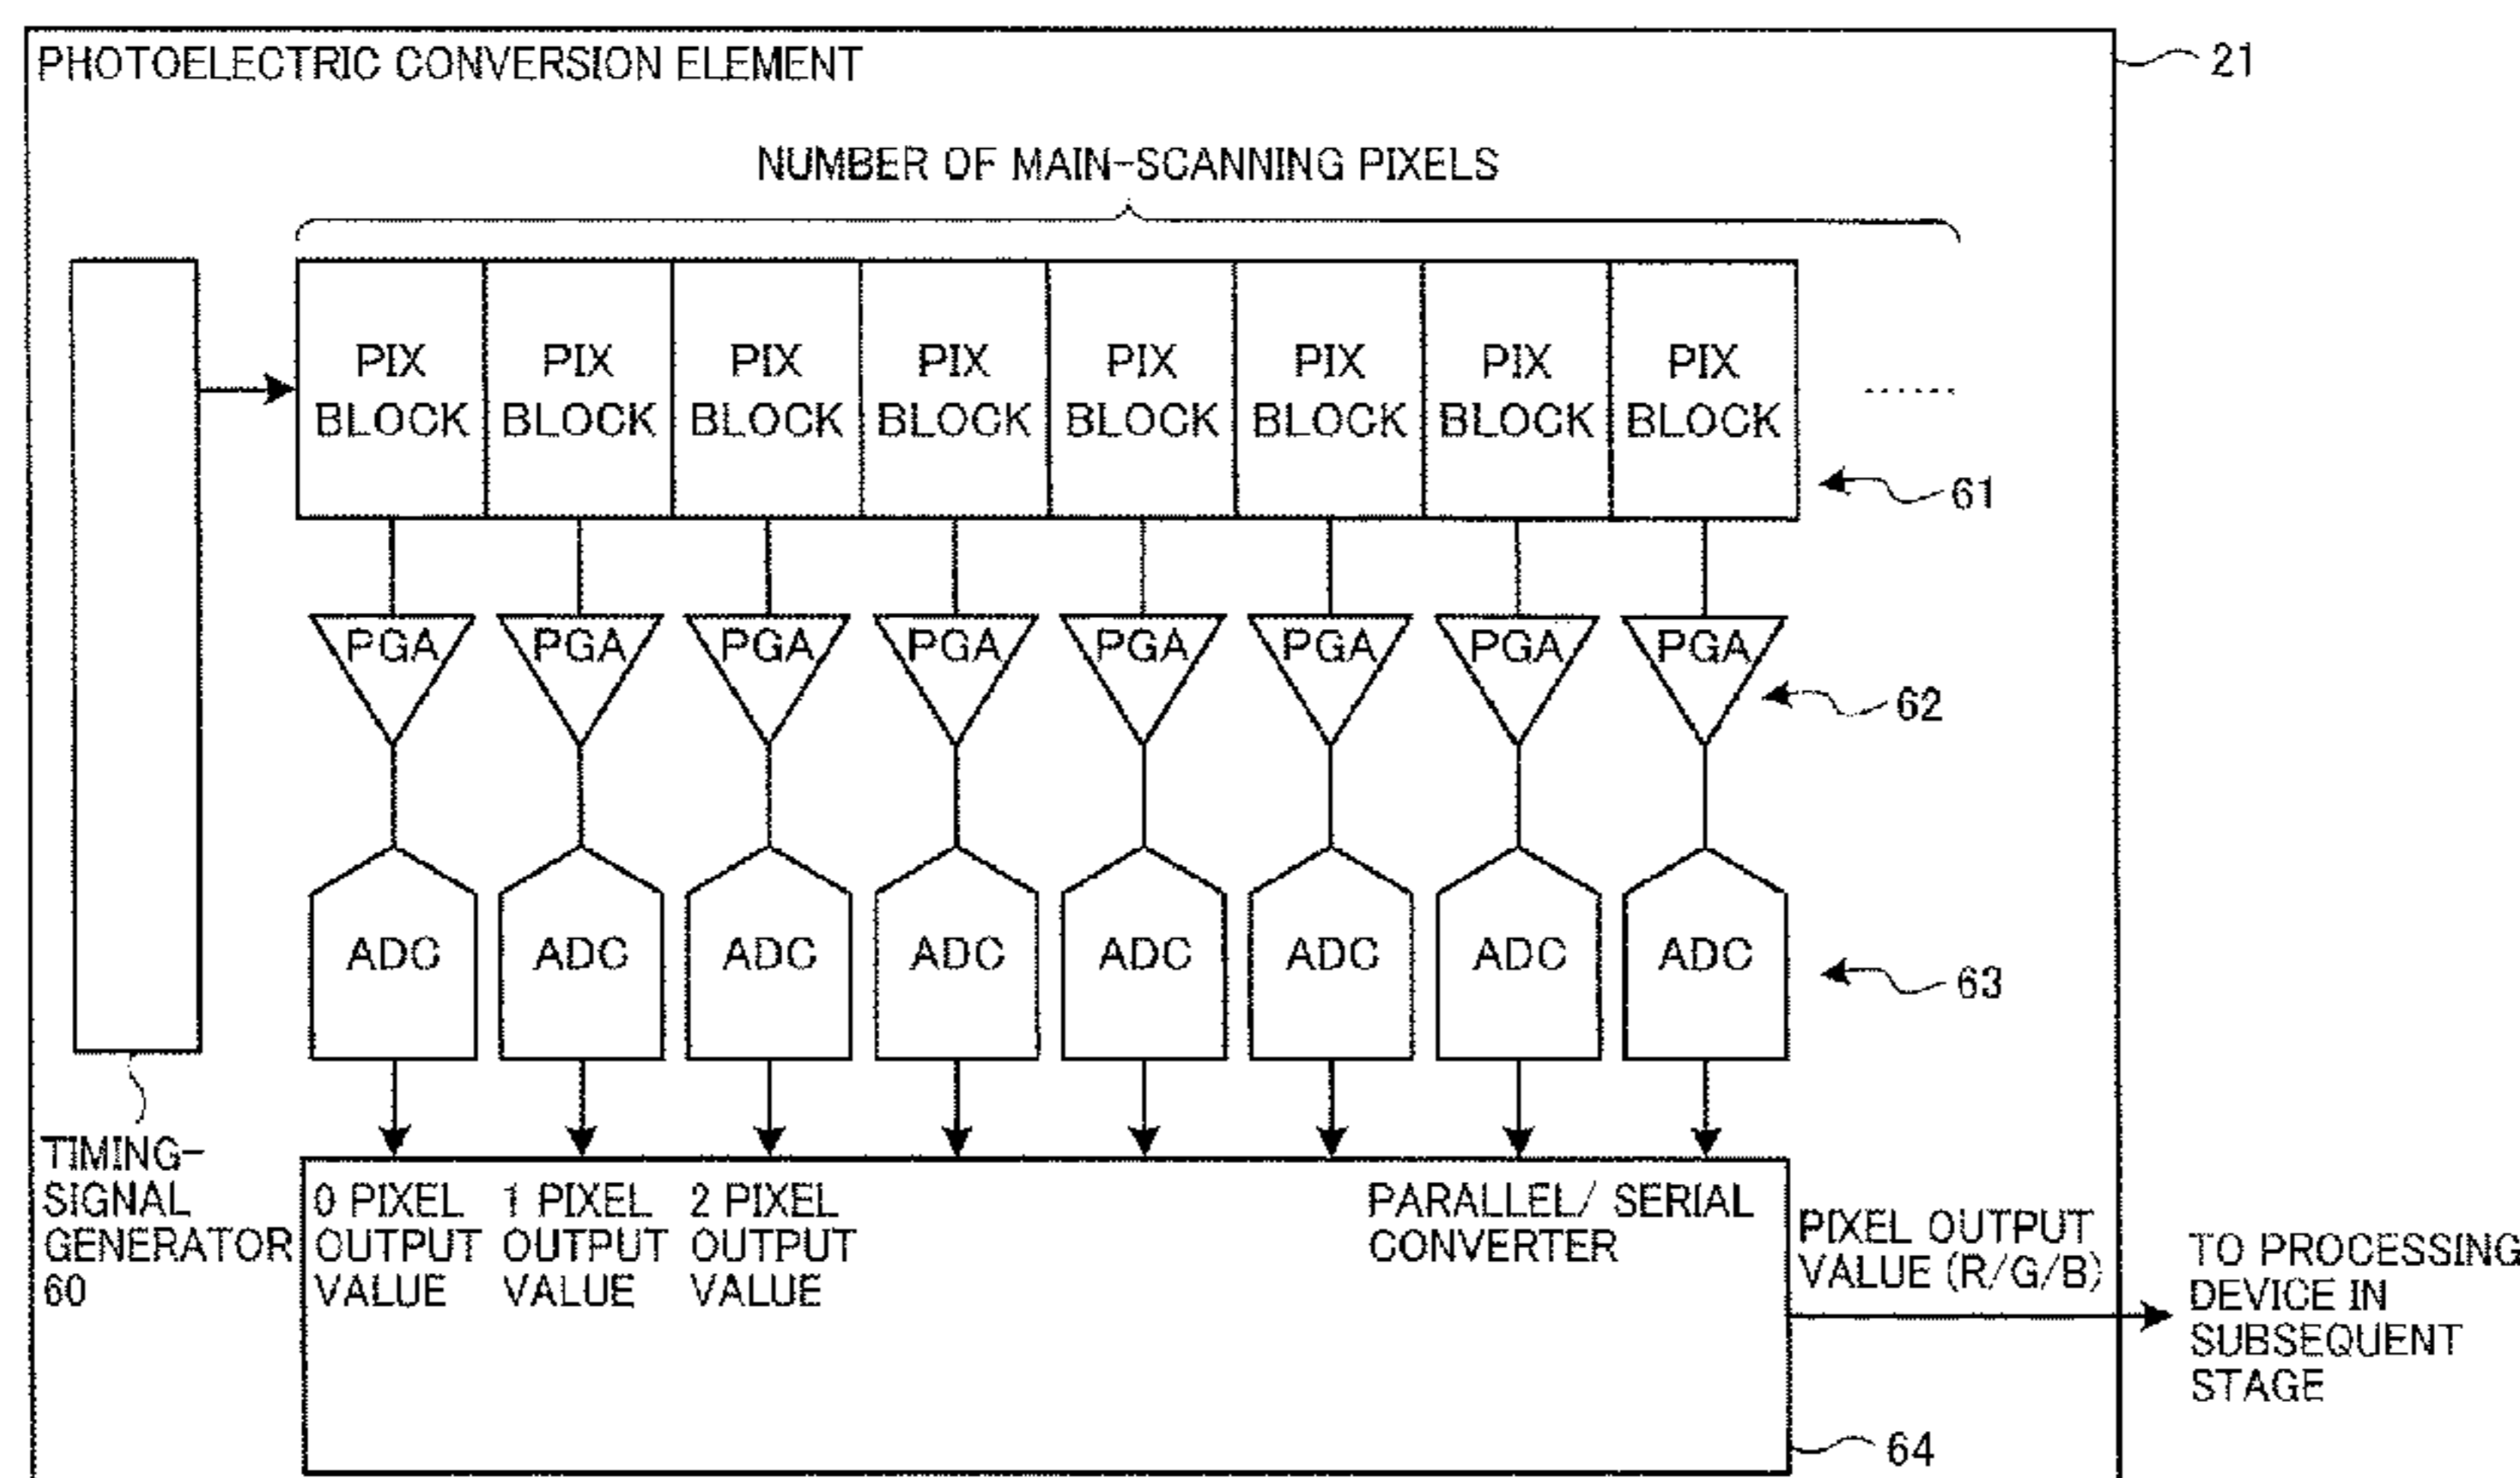 PHOTOELECTRIC CONVERSION ELEMENT
21
NUMBER OF MAIN-SCANNING PIXELS
PIX BLOCK
PIX BLOCK
PIX BLOCK
PIX BLOCK
PIX BLOCK
PIX BLOCK
PIX BLOCK
PIX BLOCK
......
61
PGA PGA PGA PGA PGA PGA PGA PGA
62
ADC ADC ADC ADC ADC ADC ADC ADC
63
TIMING-
SIGNAL
GENERATOR
60
0 PIXEL
OUTPUT
VALUE
1 PIXEL
OUTPUT
VALUE
2 PIXEL
OUTPUT
VALUE
PARALLEL/ SERIAL
CONVERTER
PIXEL OUTPUT
VALUE (R/G/B)
TO PROCESSING
DEVICE IN
SUBSEQUENT
STAGE
64